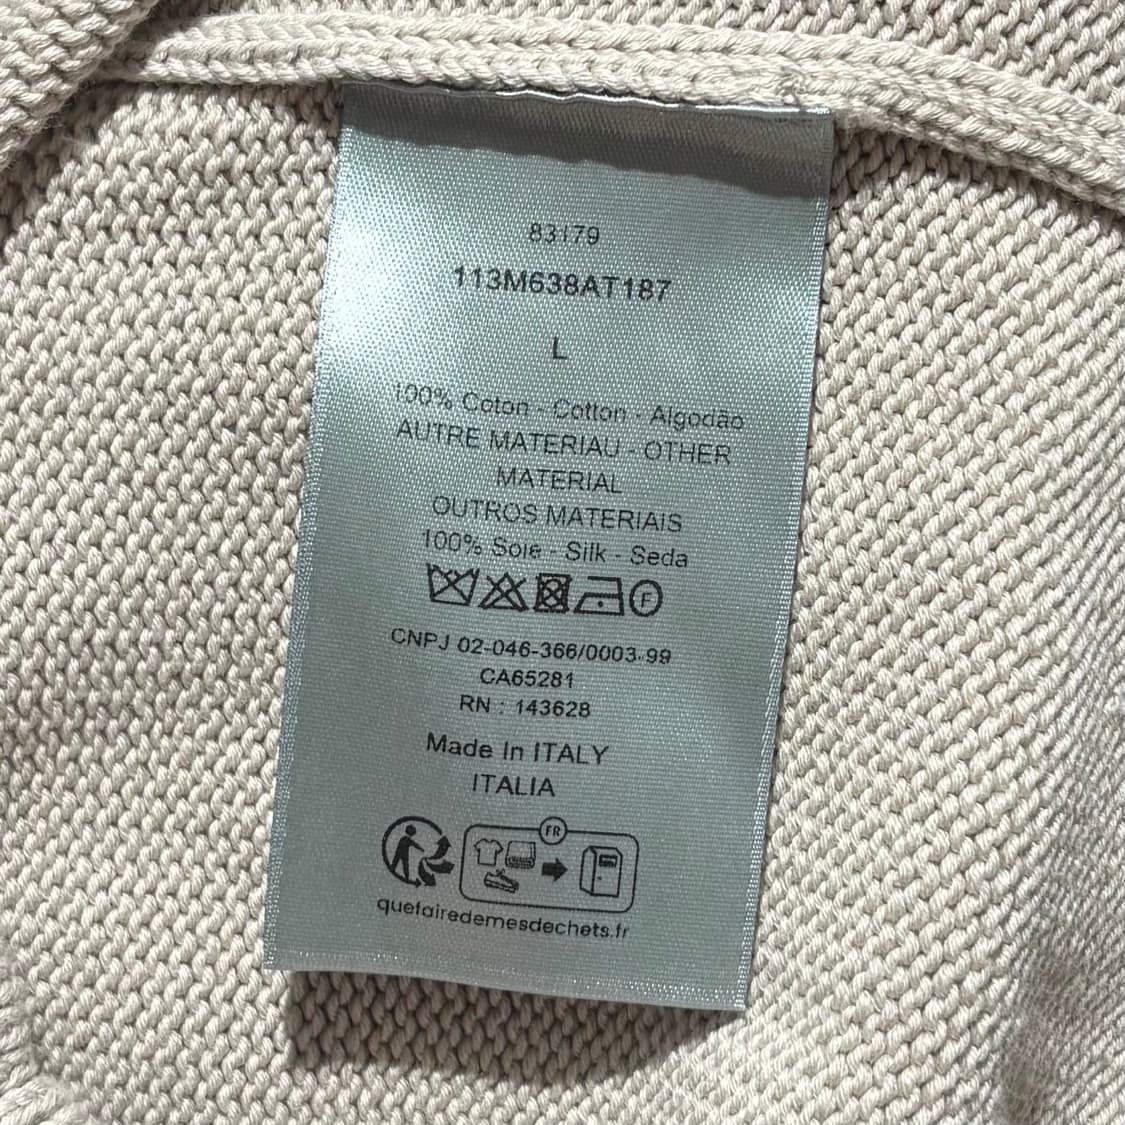 83179
113M638AT187
L
100% Coton - Cotton - Algodão
AUTRE MATERIAU - OTHER
MATERIAL
OUTROS MATERIAIS
100% Soie - Silk - Seda
F
CNPJ 02-046-366/0003-99
CA65281
RN : 143628
Made In ITALY
ITALIA
FR
quefairedemesdechets.fr